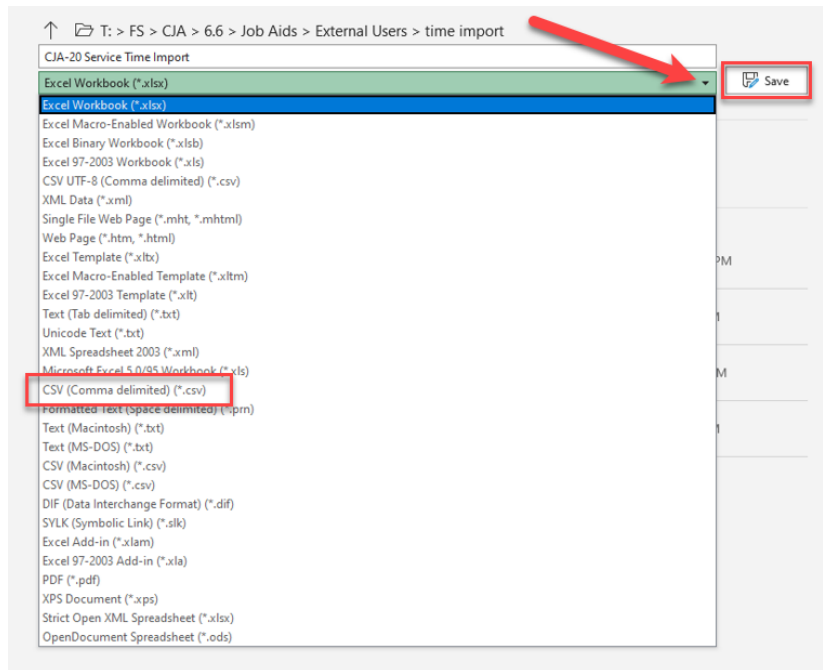 T: > FS > CJA > 6.6 > Job Aids > External Users > time import
CJA-20 Service Time Import
Excel Workbook (*.xlsx)
Save
Excel Workbook (*.xlsx)
Excel Macro-Enabled Workbook (*.xlsm)
Excel Binary Workbook (*.xlsb)
Excel 97-2003 Workbook (*.xls)
CSV UTF-8 (Comma delimited) (*.csv)
XML Data (*.xml)
Single File Web Page (*.mht, *.mhtml)
Web Page (*.htm, *.html)
Excel Template (*.xltx)
PM
Excel Macro-Enabled Template (*.xltm)
Excel 97-2003 Template (*.xlt)
Text (Tab delimited) (*.txt)
Unicode Text (*.txt)
XML Spreadsheet 2003 (*.xml)
Microsoft Excel 5.0/95 Workbook (*.xls)
M
CSV (Comma delimited) (*.csv)
Formatted Text (Space delimited) (*.prn)
Text (Macintosh) (*.txt)
Text (MS-DOS) (*.txt)
CSV (Macintosh) (*.csv)
CSV (MS-DOS) (*.csv)
DIF (Data Interchange Format) (*.dif)
SYLK (Symbolic Link) (*.slk)
Excel Add-in (*.xlam)
Excel 97-2003 Add-in (*.xla)
PDF (*.pdf)
XPS Document (*.xps)
Strict Open XML Spreadsheet (*.xlsx)
OpenDocument Spreadsheet (*.ods)